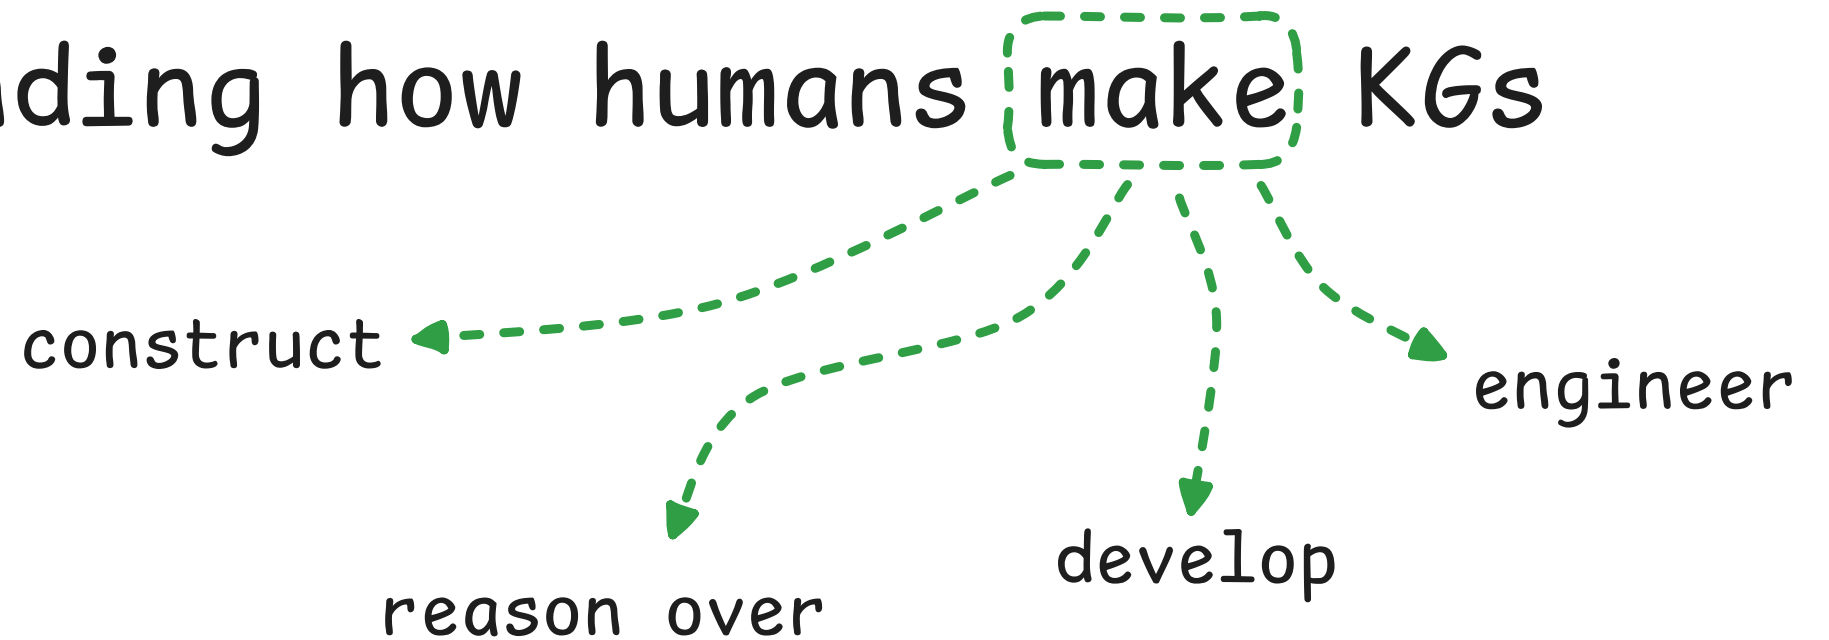 ding how humans make KGs
construct
engineer
develop
reason over